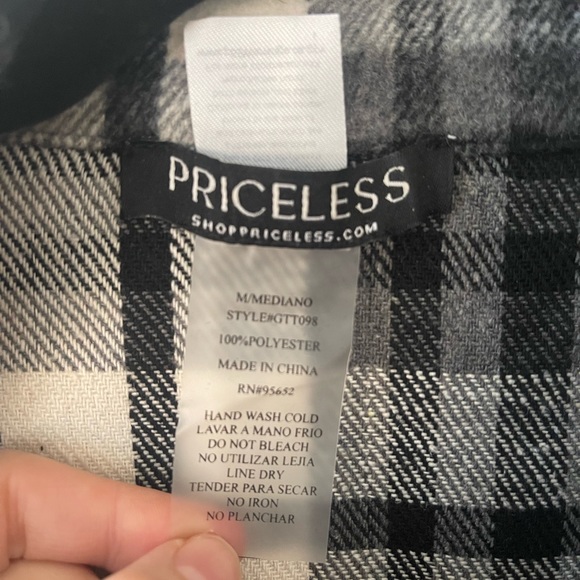 PRICELESS
SHOPPRICELESS.COM
M/MEDIANO
STYLE#GTT098
100%POLYESTER
MADE IN CHINA
RN#95652
HAND WASH COLD
LAVAR A MANO FRIO
DO NOT BLEACH
NO UTILIZAR LEJIA
LINE DRY
TENDER PARA SECAR
NO IRON
NO PLANCHAR